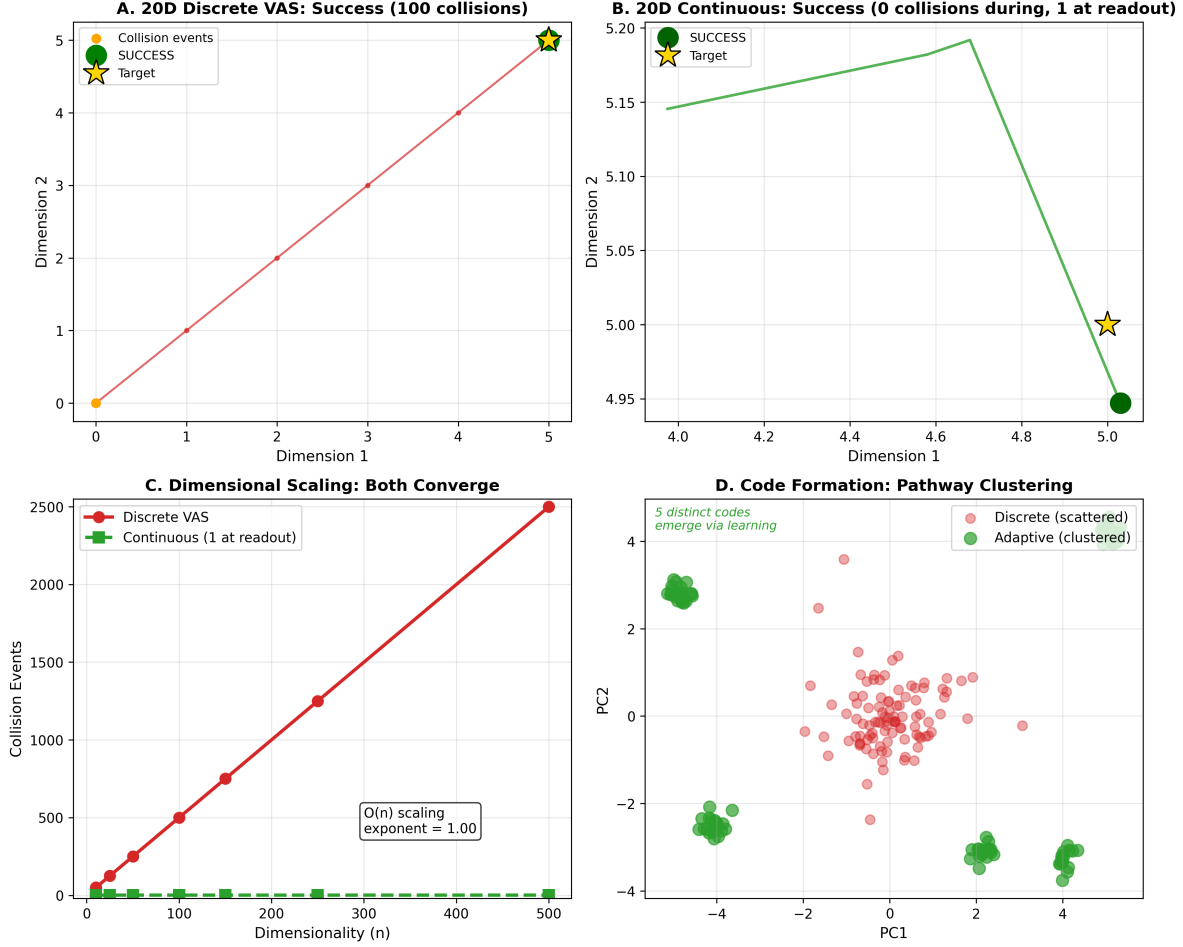 A. 20D Discrete VAS: Success (100 collisions)
Collision events
SUCCESS
Target
5
4
3
2
1
0
Dimension 2
0 1 2 3 4 5
Dimension 1
B. 20D Continuous: Success (0 collisions during, 1 at readout)
SUCCESS
Target
5.20
5.15
5.10
5.05
5.00
4.95
Dimension 2
4.0 4.2 4.4 4.6 4.8 5.0
Dimension 1
C. Dimensional Scaling: Both Converge
Discrete VAS
Continuous (1 at readout)
2500
2000
1500
1000
500
0
Collision Events
O(n) scaling
exponent = 1.00
0 100 200 300 400 500
Dimensionality (n)
D. Code Formation: Pathway Clustering
5 distinct codes
emerge via learning
Discrete (scattered)
Adaptive (clustered)
4
2
0
−2
−4
PC2
−4 −2 0 2 4
PC1